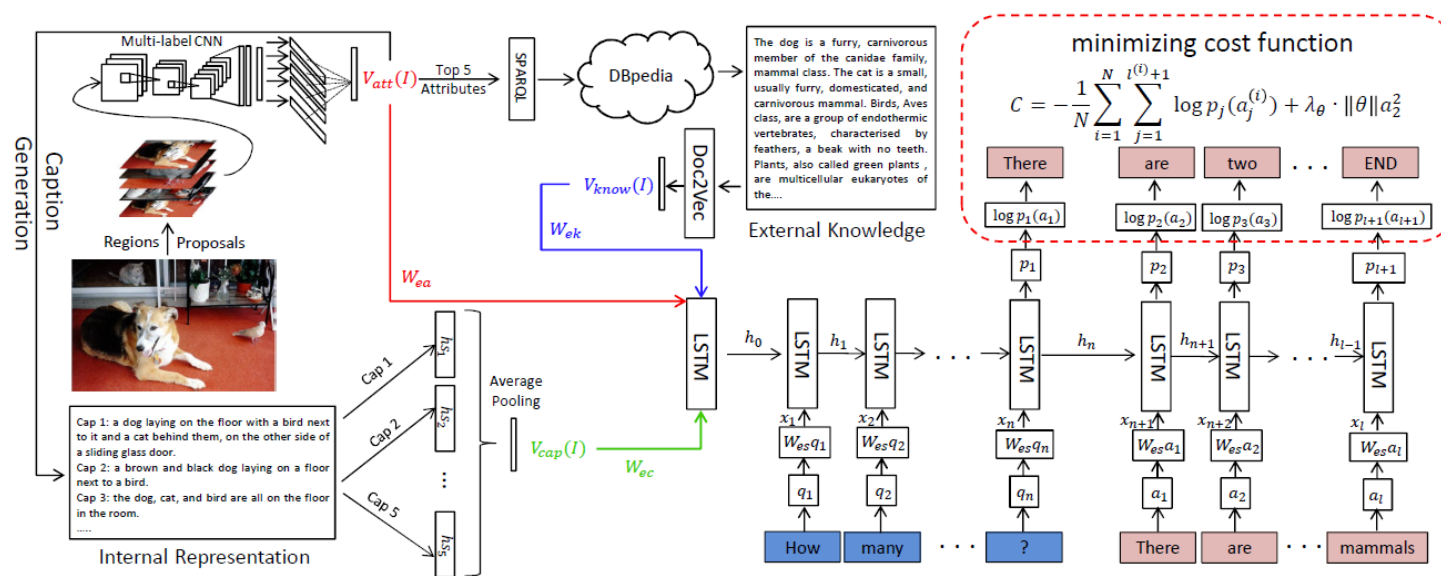 Multi-label CNN
V_att(I)
Top 5
Attributes
SPARQL
DBpedia
The dog is a furry, carnivorous
member of the canidae family,
mammal class. The cat is a small,
usually furry, domesticated, and
carnivorous mammal. Birds, Aves
class, are a group of endothermic
vertebrates, characterised by
feathers, a beak with no teeth.
Plants, also called green plants ,
are multicellular eukaryotes of
the....
External Knowledge
Doc2Vec
V_know(I)
W_ek
W_ea
Caption
Generation
Regions
Proposals
Cap 1: a dog laying on the floor with a bird next
to it and a cat behind them, on the other side of
a sliding glass door.
Cap 2: a brown and black dog laying on a floor
next to a bird.
Cap 3: the dog, cat, and bird are all on the floor
in the room.
.....
Internal Representation
Cap 1
Cap 2
Cap 5
hs_1
hs_2
...
hs_5
Average
Pooling
V_cap(I)
W_ec
minimizing cost function
C = -\frac{1}{N} \sum_{i=1}^{N} \sum_{j=1}^{l^{(i)}+1} \log p_j(a_j^{(i)}) + λ_θ · ‖θ‖a_2^2
There are two . . . END
log p_1(a_1) log p_2(a_2) log p_3(a_3) log p_{l+1}(a_{l+1})
p_1 p_2 p_3 p_{l+1}
LSTM h_0 LSTM h_1 LSTM . . . LSTM h_n LSTM h_{n+1} LSTM . . . h_{l-1} LSTM
x_1 x_2 x_n x_{n+1} x_{n+2} x_l
W_es q_1 W_es q_2 W_es q_n W_es a_1 W_es a_2 W_es a_l
q_1 q_2 q_n a_1 a_2 a_l
How many . . . ? There are . . . mammals